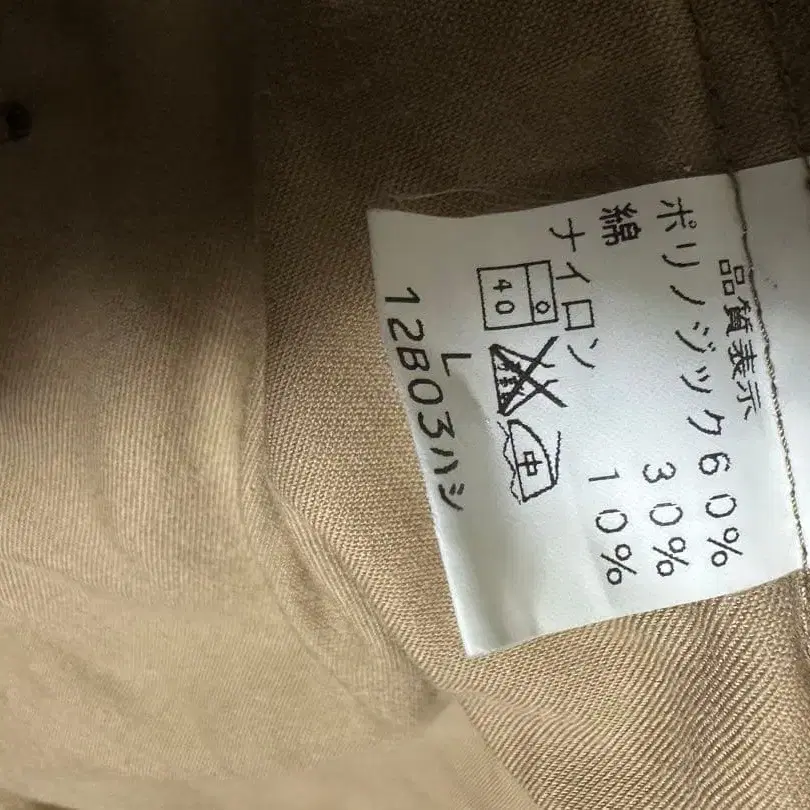 品質表示
ポリノジック60%
綿 30%
ナイロン 10%
40
中
L
12B03ハシ